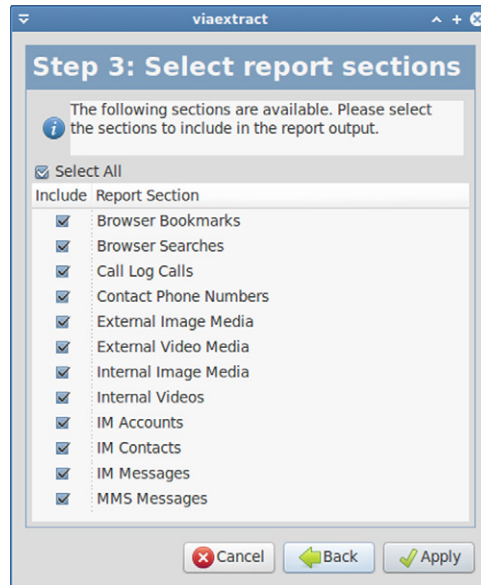 viaextract
Step 3: Select report sections
The following sections are available. Please select
the sections to include in the report output.
Select All
Include Report Section
Browser Bookmarks
Browser Searches
Call Log Calls
Contact Phone Numbers
External Image Media
External Video Media
Internal Image Media
Internal Videos
IM Accounts
IM Contacts
IM Messages
MMS Messages
Cancel Back Apply